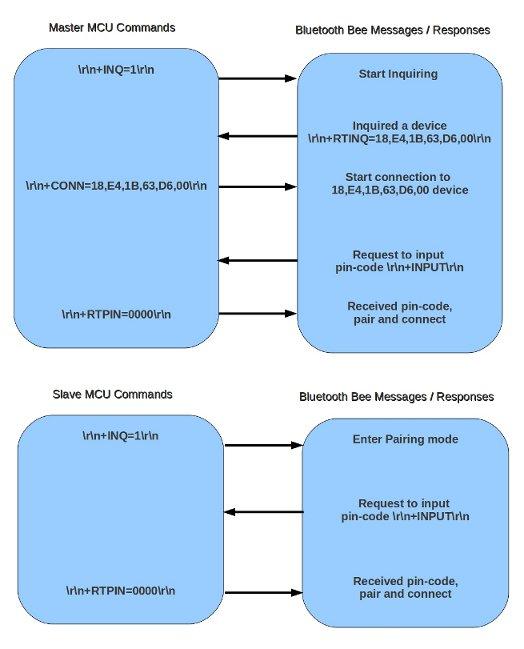 Master MCU Commands
Bluetooth Bee Messages / Responses
\r\n+INQ=1\r\n
Start Inquiring
Inquired a device
\r\n+RTINQ=18,E4,1B,63,D6,00\r\n
\r\n+CONN=18,E4,1B,63,D6,00\r\n
Start connection to
18,E4,1B,63,D6,00 device
Request to input
pin-code \r\n+INPUT\r\n
\r\n+RTPIN=0000\r\n
Received pin-code,
pair and connect
Slave MCU Commands
Bluetooth Bee Messages / Responses
\r\n+INQ=1\r\n
Enter Pairing mode
Request to input
pin-code \r\n+INPUT\r\n
\r\n+RTPIN=0000\r\n
Received pin-code,
pair and connect